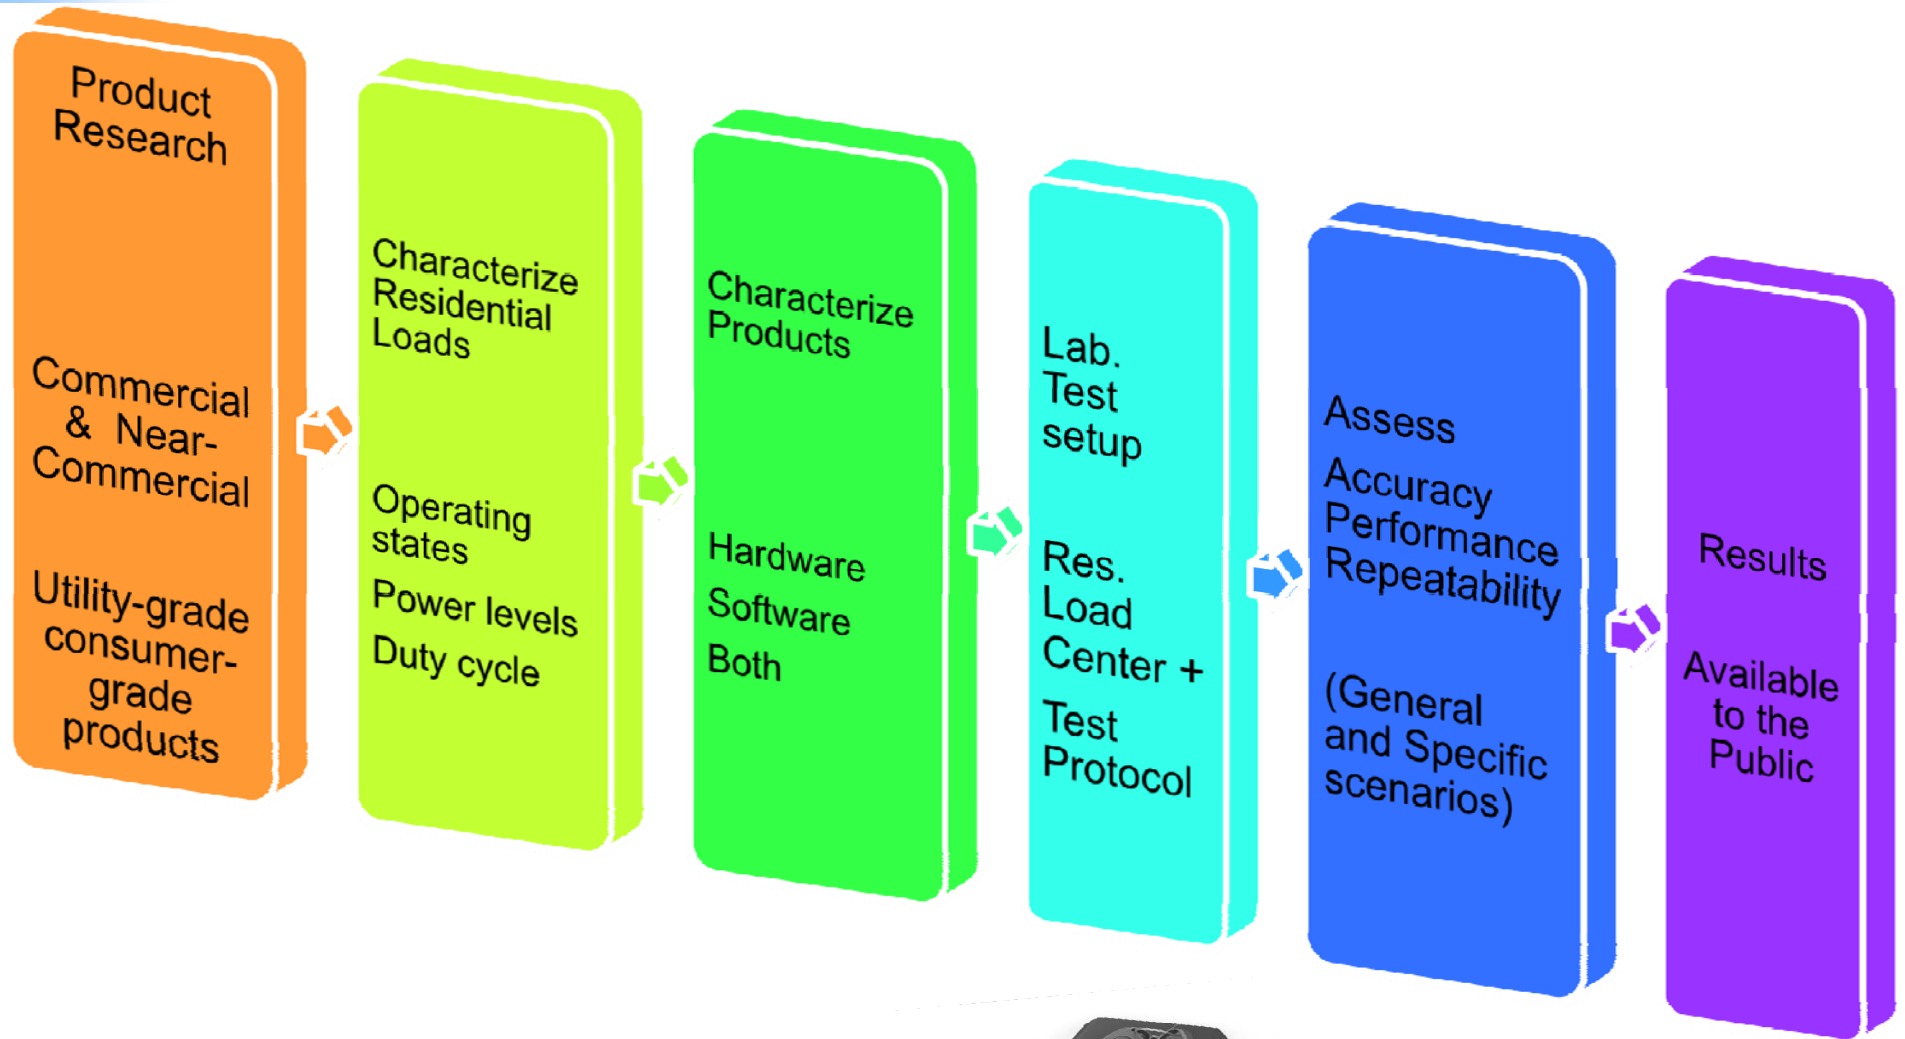 Product
Research
Commercial
& Near-
Commercial
Utility-grade
consumer-
grade
products
Characterize
Residential
Loads
Operating
states
Power levels
Duty cycle
Characterize
Products
Hardware
Software
Both
Lab.
Test
setup
Res.
Load
Center +
Test
Protocol
Assess
Accuracy
Performance
Repeatability
(General
and Specific
scenarios)
Results
Available
to the
Public